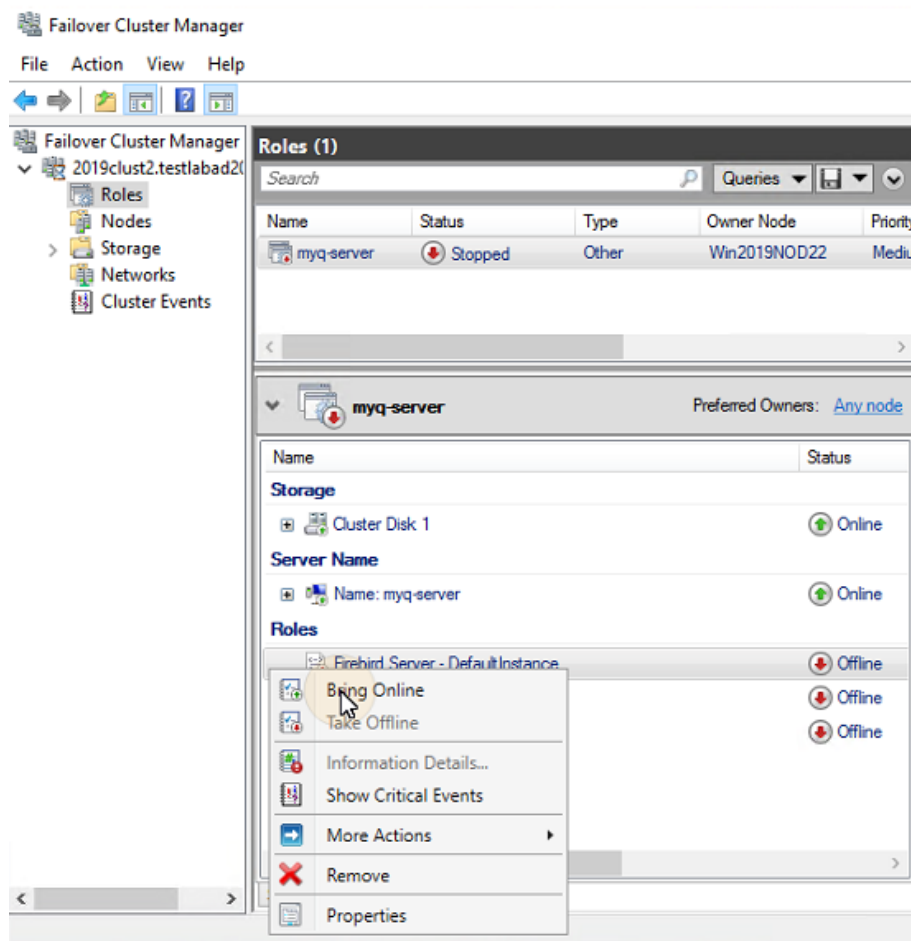 Failover Cluster Manager
File Action View Help
Failover Cluster Manager
2019clust2.testlabad2(
Roles
Nodes
Storage
Networks
Cluster Events
Roles (1)
Search
Queries
Name Status Type Owner Node Priority
myq-server Stopped Other Win2019NOD22 Mediu
myq-server Preferred Owners: Any node
Name Status
Storage
Cluster Disk 1 Online
Server Name
Name: myq-server Online
Roles
Firebird Server - DefaultInstance Offline
Offline
Offline
Bring Online
Take Offline
Information Details...
Show Critical Events
More Actions
Remove
Properties